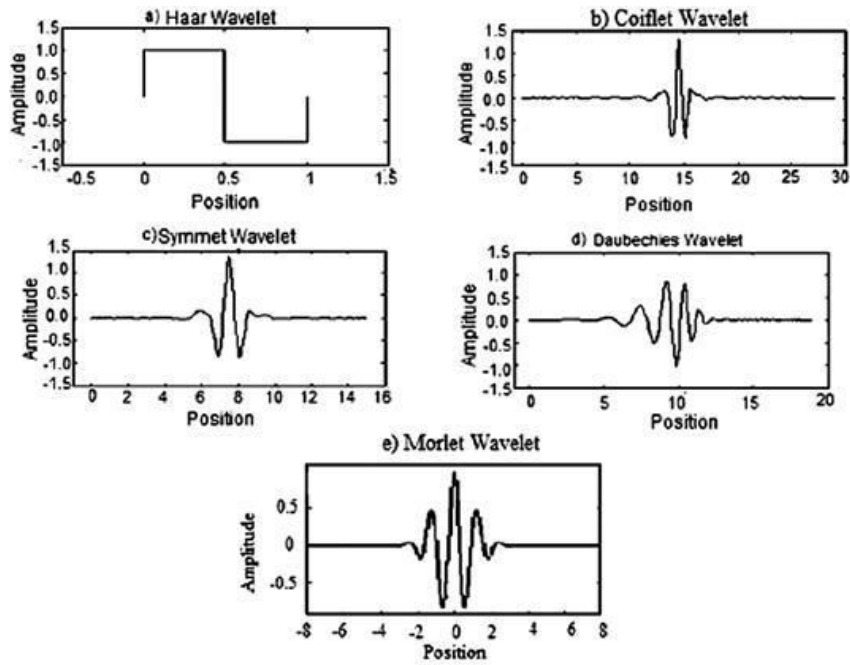 a) Haar Wavelet
1.5
1.0
0.5
0.0
-0.5
-1.0
-1.5
Amplitude
-0.5 0 0.5 1 1.5
Position
b) Coiflet Wavelet
1.5
1.0
0.5
0.0
-0.5
-1.0
-1.5
Amplitude
0 5 10 15 20 25 30
Position
c)Symmet Wavelet
1.5
1.0
0.5
0.0
-0.5
-1.0
-1.5
Amplitude
0 2 4 6 8 10 12 14 16
Position
d) Daubechies Wavelet
1.5
1.0
0.5
0.0
-0.5
-1.0
-1.5
Amplitude
0 5 10 15 20
Position
e) Morlet Wavelet
0.5
0
-0.5
Amplitude
-8 -6 -4 -2 0 2 4 6 8
Position